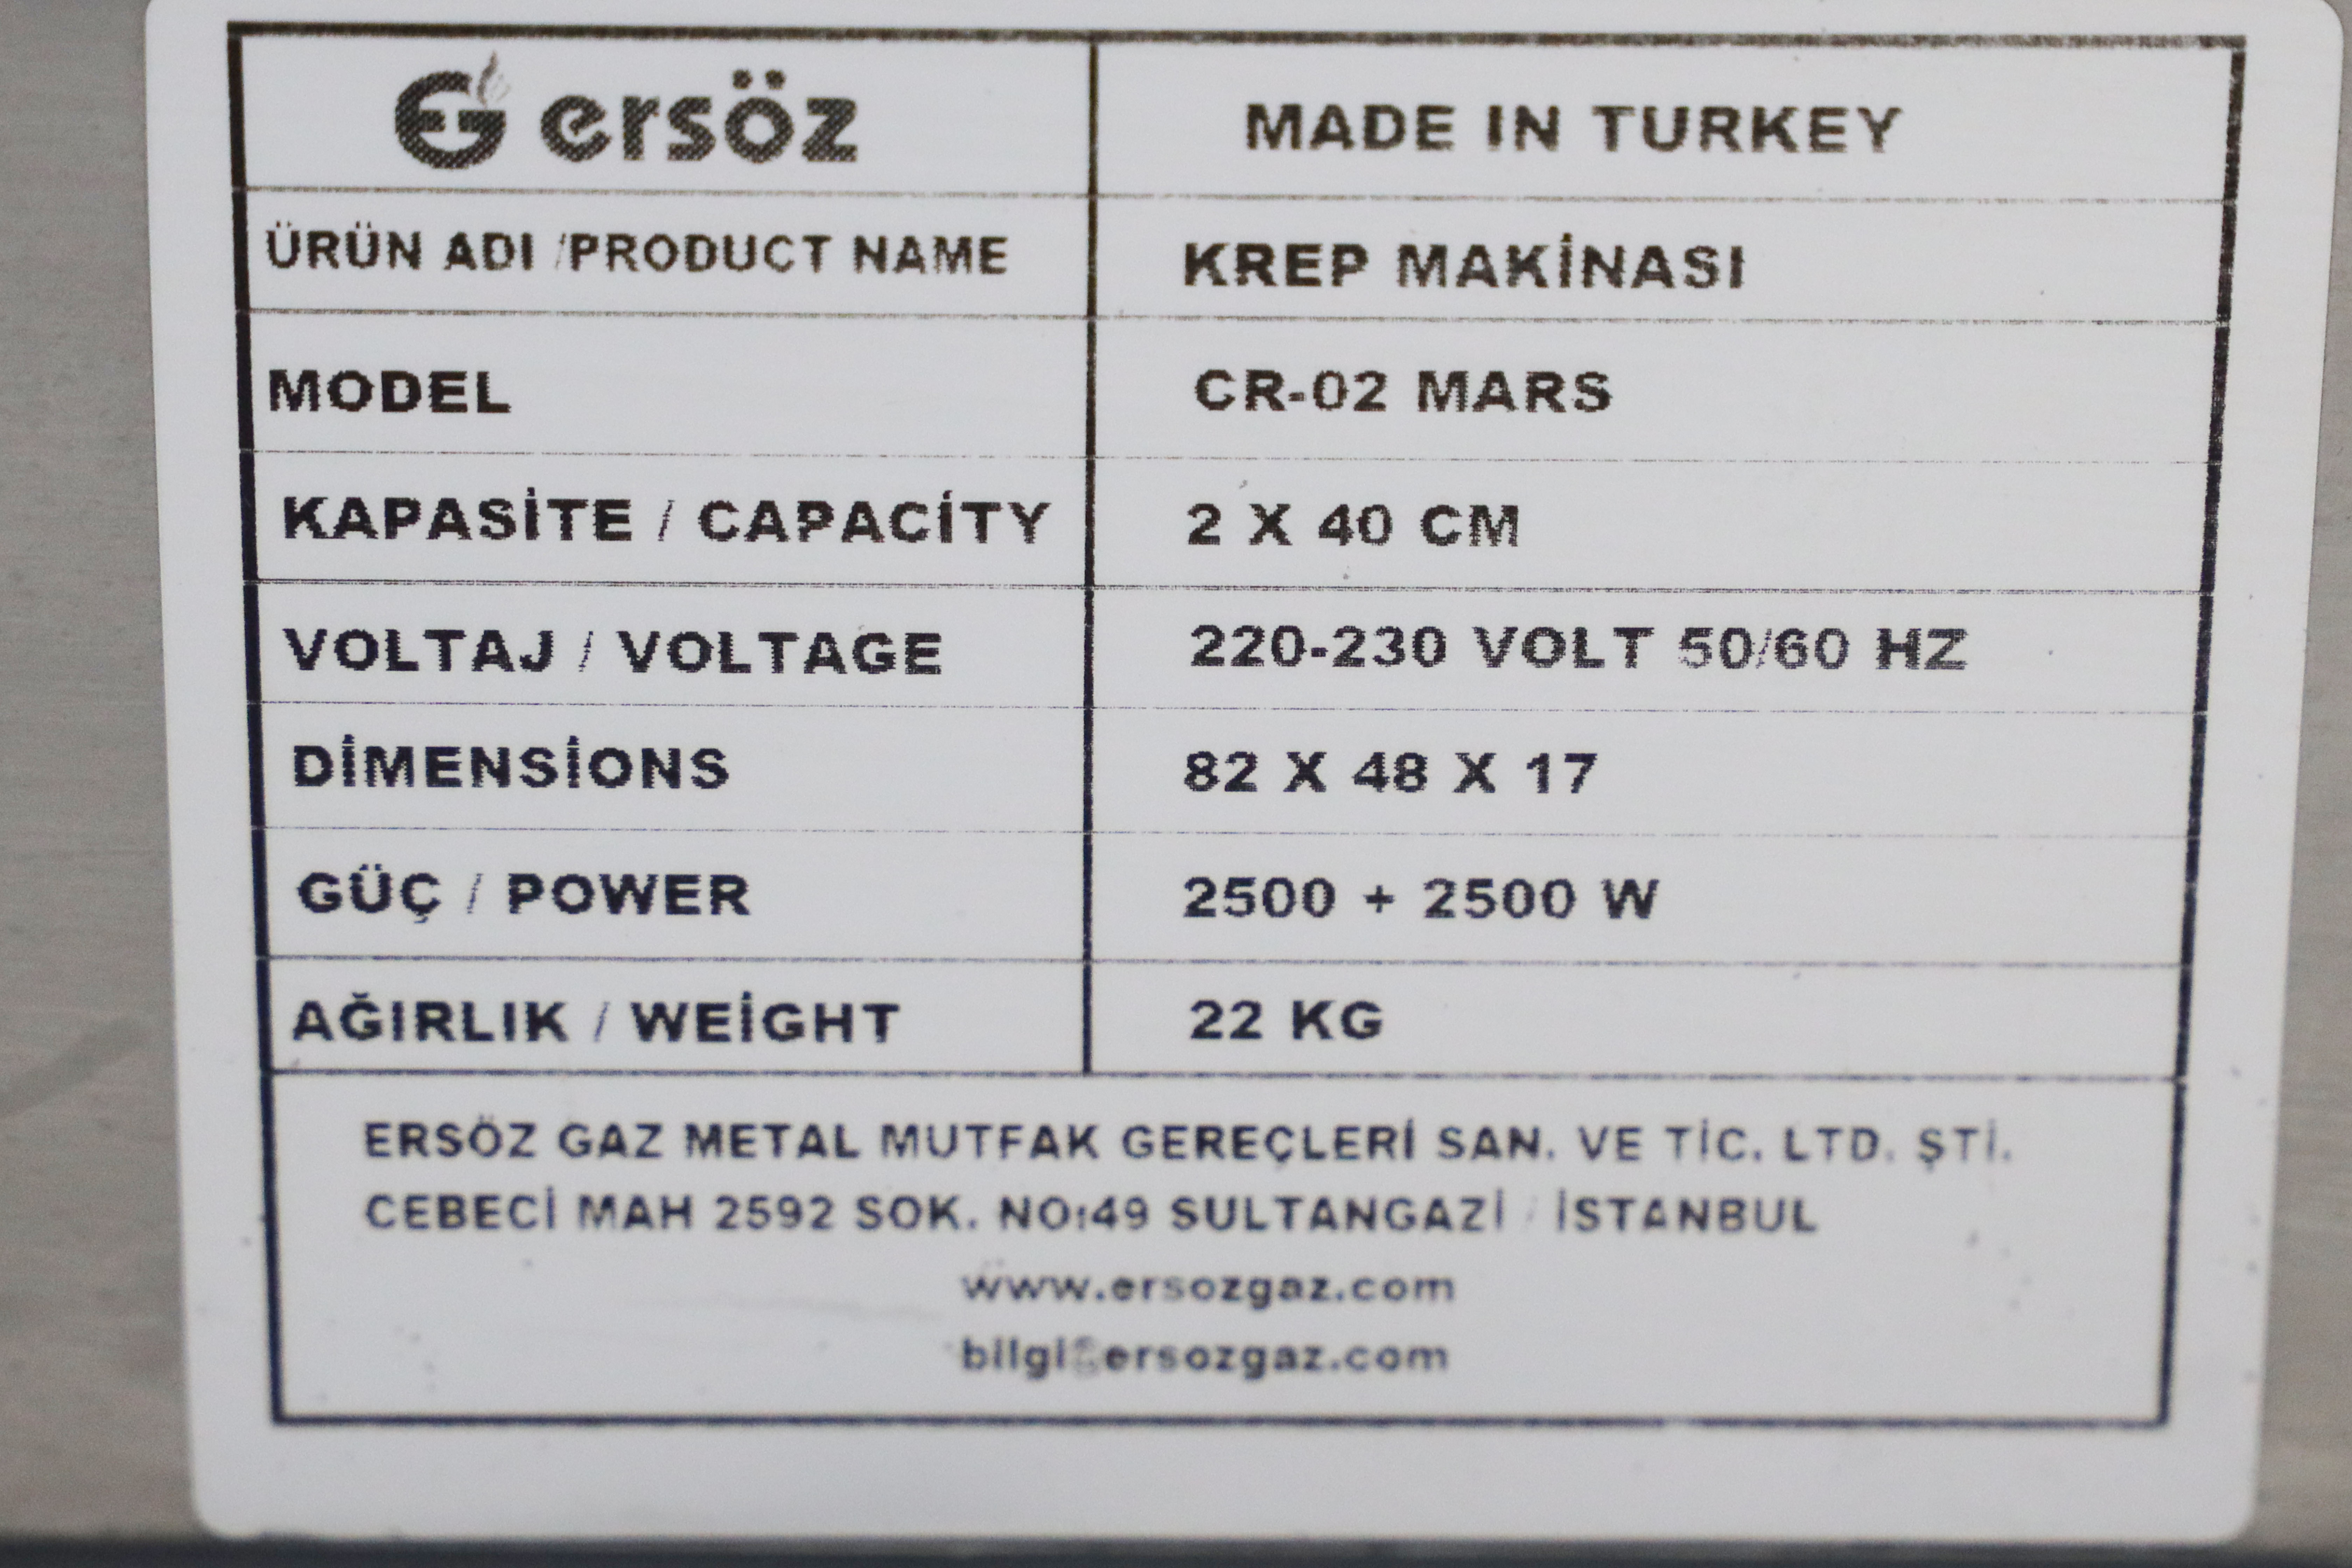 EG ersöz MADE IN TURKEY
ÜRÜN ADI /PRODUCT NAME KREP MAKİNASI
MODEL CR-02 MARS
KAPASİTE / CAPACİTY 2 X 40 CM
VOLTAJ / VOLTAGE 220-230 VOLT 50/60 HZ
DİMENSİONS 82 X 48 X 17
GÜÇ / POWER 2500 + 2500 W
AĞIRLIK / WEİGHT 22 KG
ERSÖZ GAZ METAL MUTFAK GEREÇLERİ SAN. VE TİC. LTD. ŞTİ.
CEBECİ MAH 2592 SOK. NO:49 SULTANGAZİ / İSTANBUL
www.ersozgaz.com
bilgi@ersozgaz.com